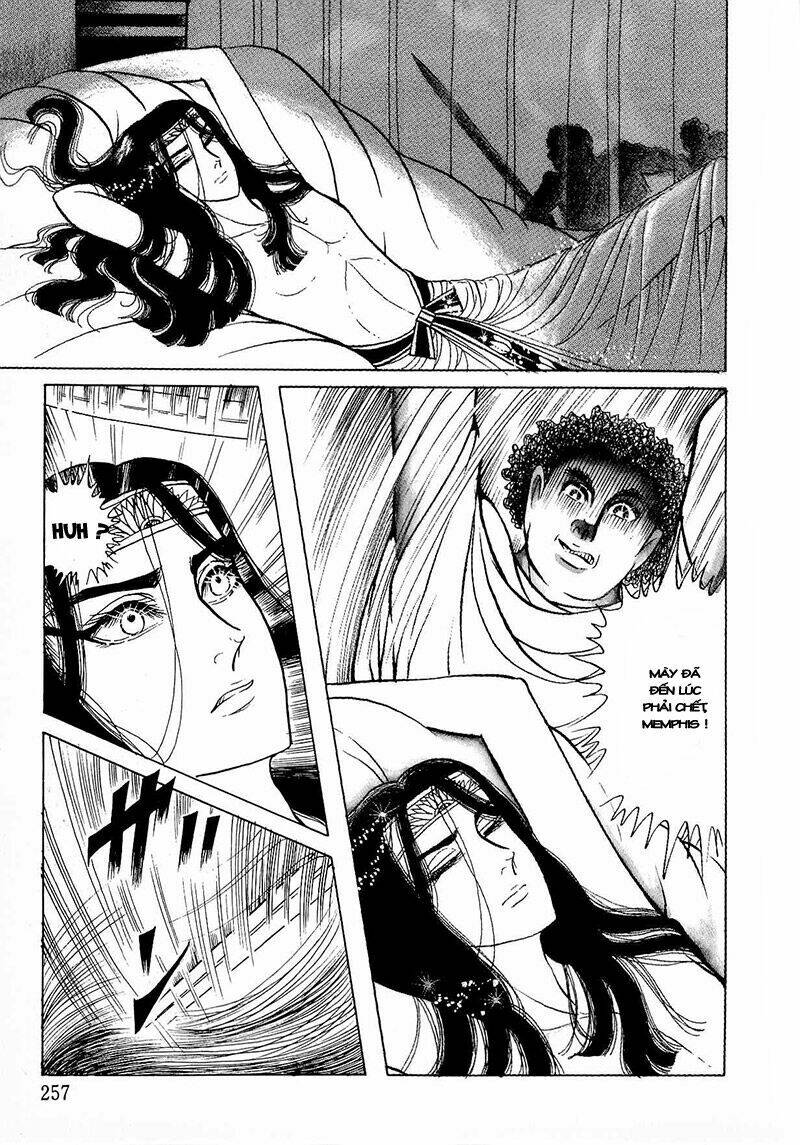 MÀY ĐÃ
ĐẾN LÚC
PHẢI CHẾT,
MEMPHIS !
HUH ?
ザッ
257